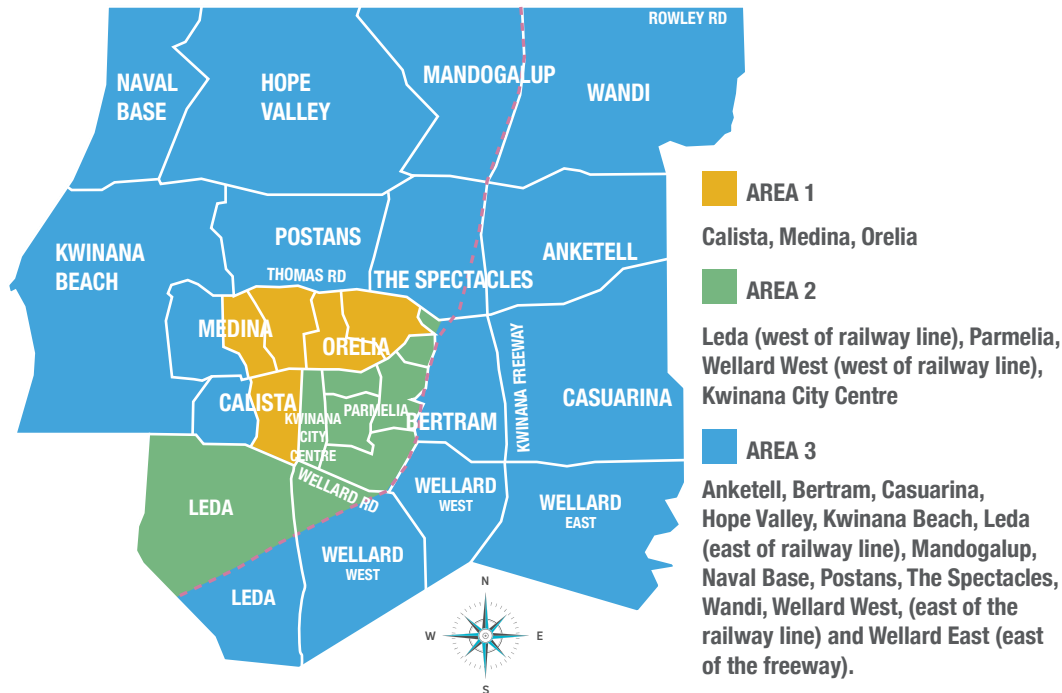 ROWLEY RD
NAVAL
BASE
HOPE
VALLEY
MANDOGALUP
WANDI
KWINANA
BEACH
POSTANS
THOMAS RD
THE SPECTACLES
ANKETELL
MEDINA
ORELIA
KWINANA FREEWAY
CALISTA
KWINANA
CITY
CENTRE
PARMELIA
BERTRAM
CASUARINA
LEDA
WELLARD RD
WELLARD
WEST
WELLARD
EAST
WELLARD
WEST
LEDA
N
W
E
S
AREA 1
Calista, Medina, Orelia
AREA 2
Leda (west of railway line), Parmelia,
Wellard West (west of railway line),
Kwinana City Centre
AREA 3
Anketell, Bertram, Casuarina,
Hope Valley, Kwinana Beach, Leda
(east of railway line), Mandogalup,
Naval Base, Postans, The Spectacles,
Wandi, Wellard West, (east of the
railway line) and Wellard East (east
of the freeway).